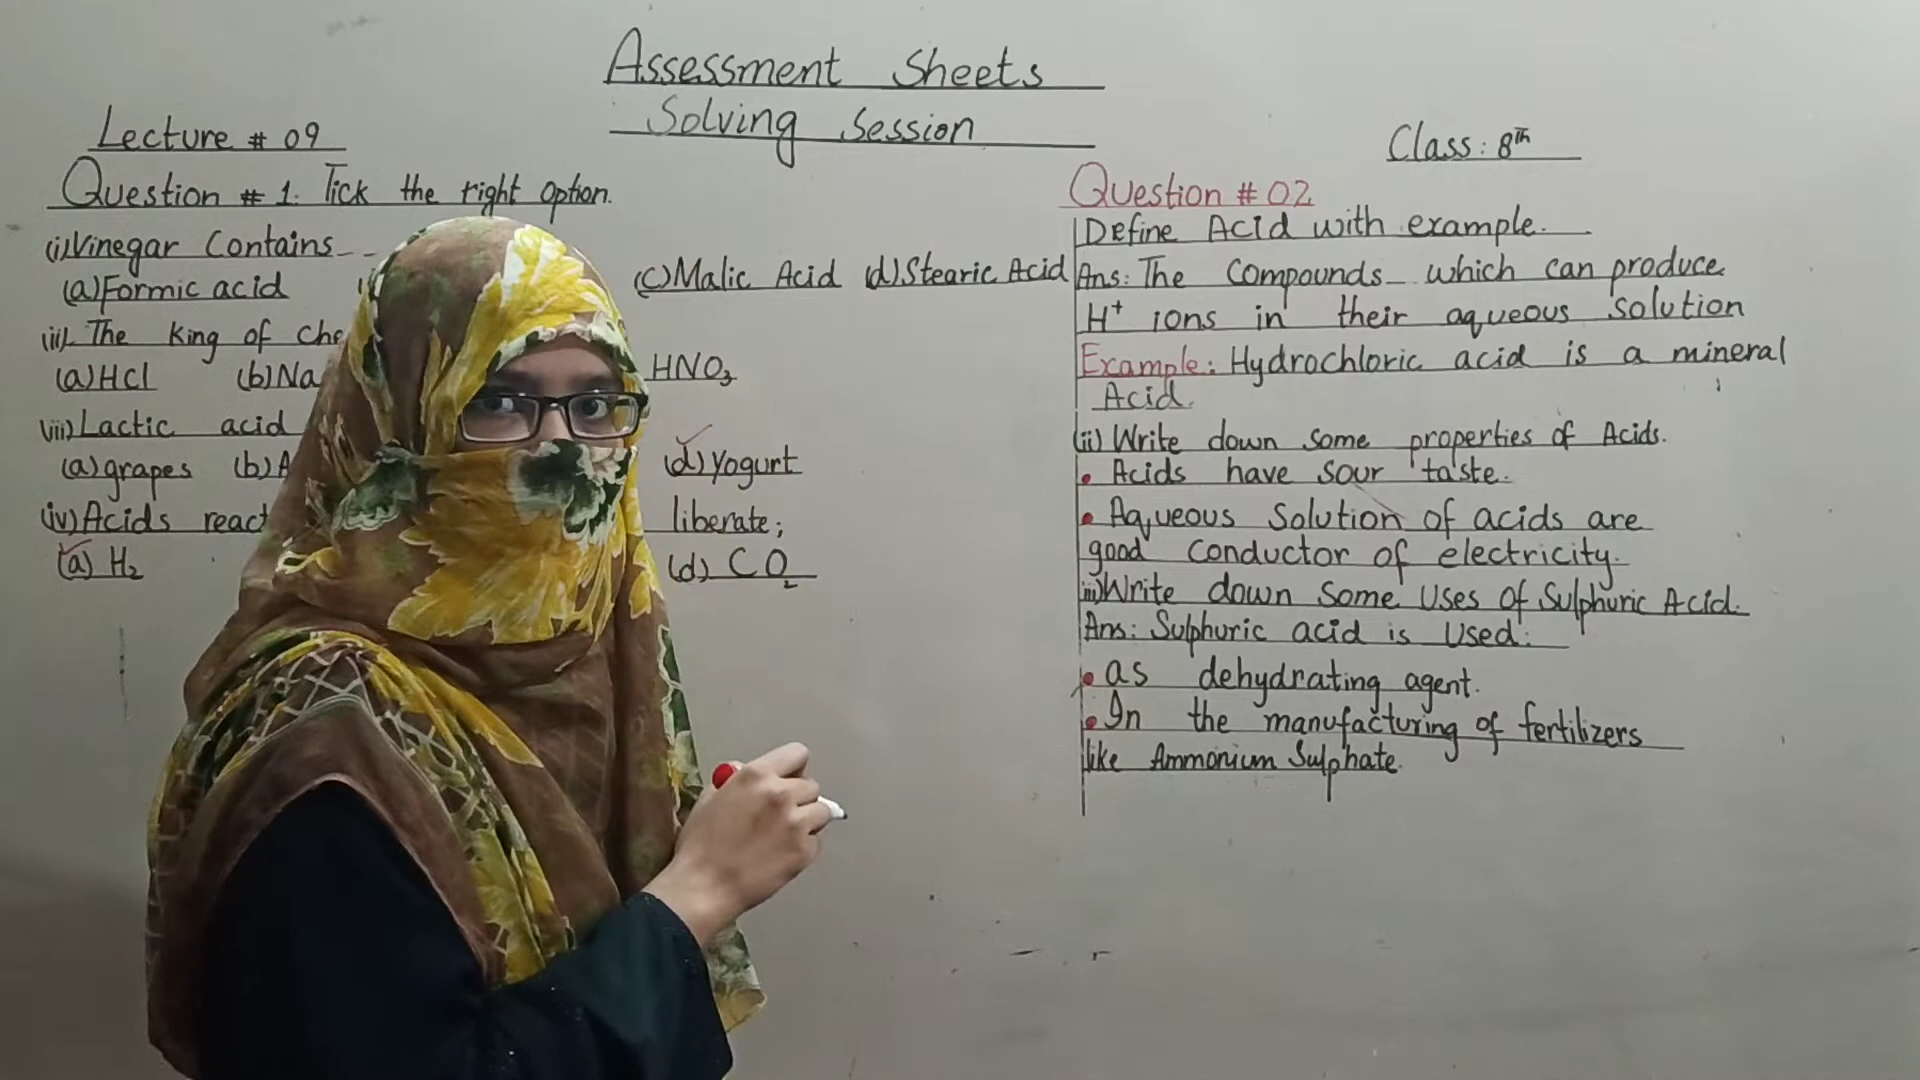 Assessment Sheets
Solving Session
Lecture # 09
Class: 8th
Question # 1: Tick the right option.
(i) Vinegar Contains
(a) Formic acid
(c) Malic Acid (d) Stearic Acid
(ii) The King of
(a) HCl (b)
HNO3
(iii) Lactic acid
(a) grapes (b)
(d) Yogurt
(iv) Acids react
liberate;
(a) H2
(d) CO2
Question # 02
Define Acid with example.
Ans: The Compounds which can produce
H+ ions in their aqueous solution
Example: Hydrochloric acid is a mineral
Acid.
(ii) Write down some properties of Acids.
• Acids have sour taste.
• Aqueous Solution of acids are
good conductor of electricity.
iii) Write down Some Uses of Sulphuric Acid.
Ans: Sulphuric acid is Used:
• as dehydrating agent.
• In the manufacturing of fertilizers
like Ammonium Sulphate.